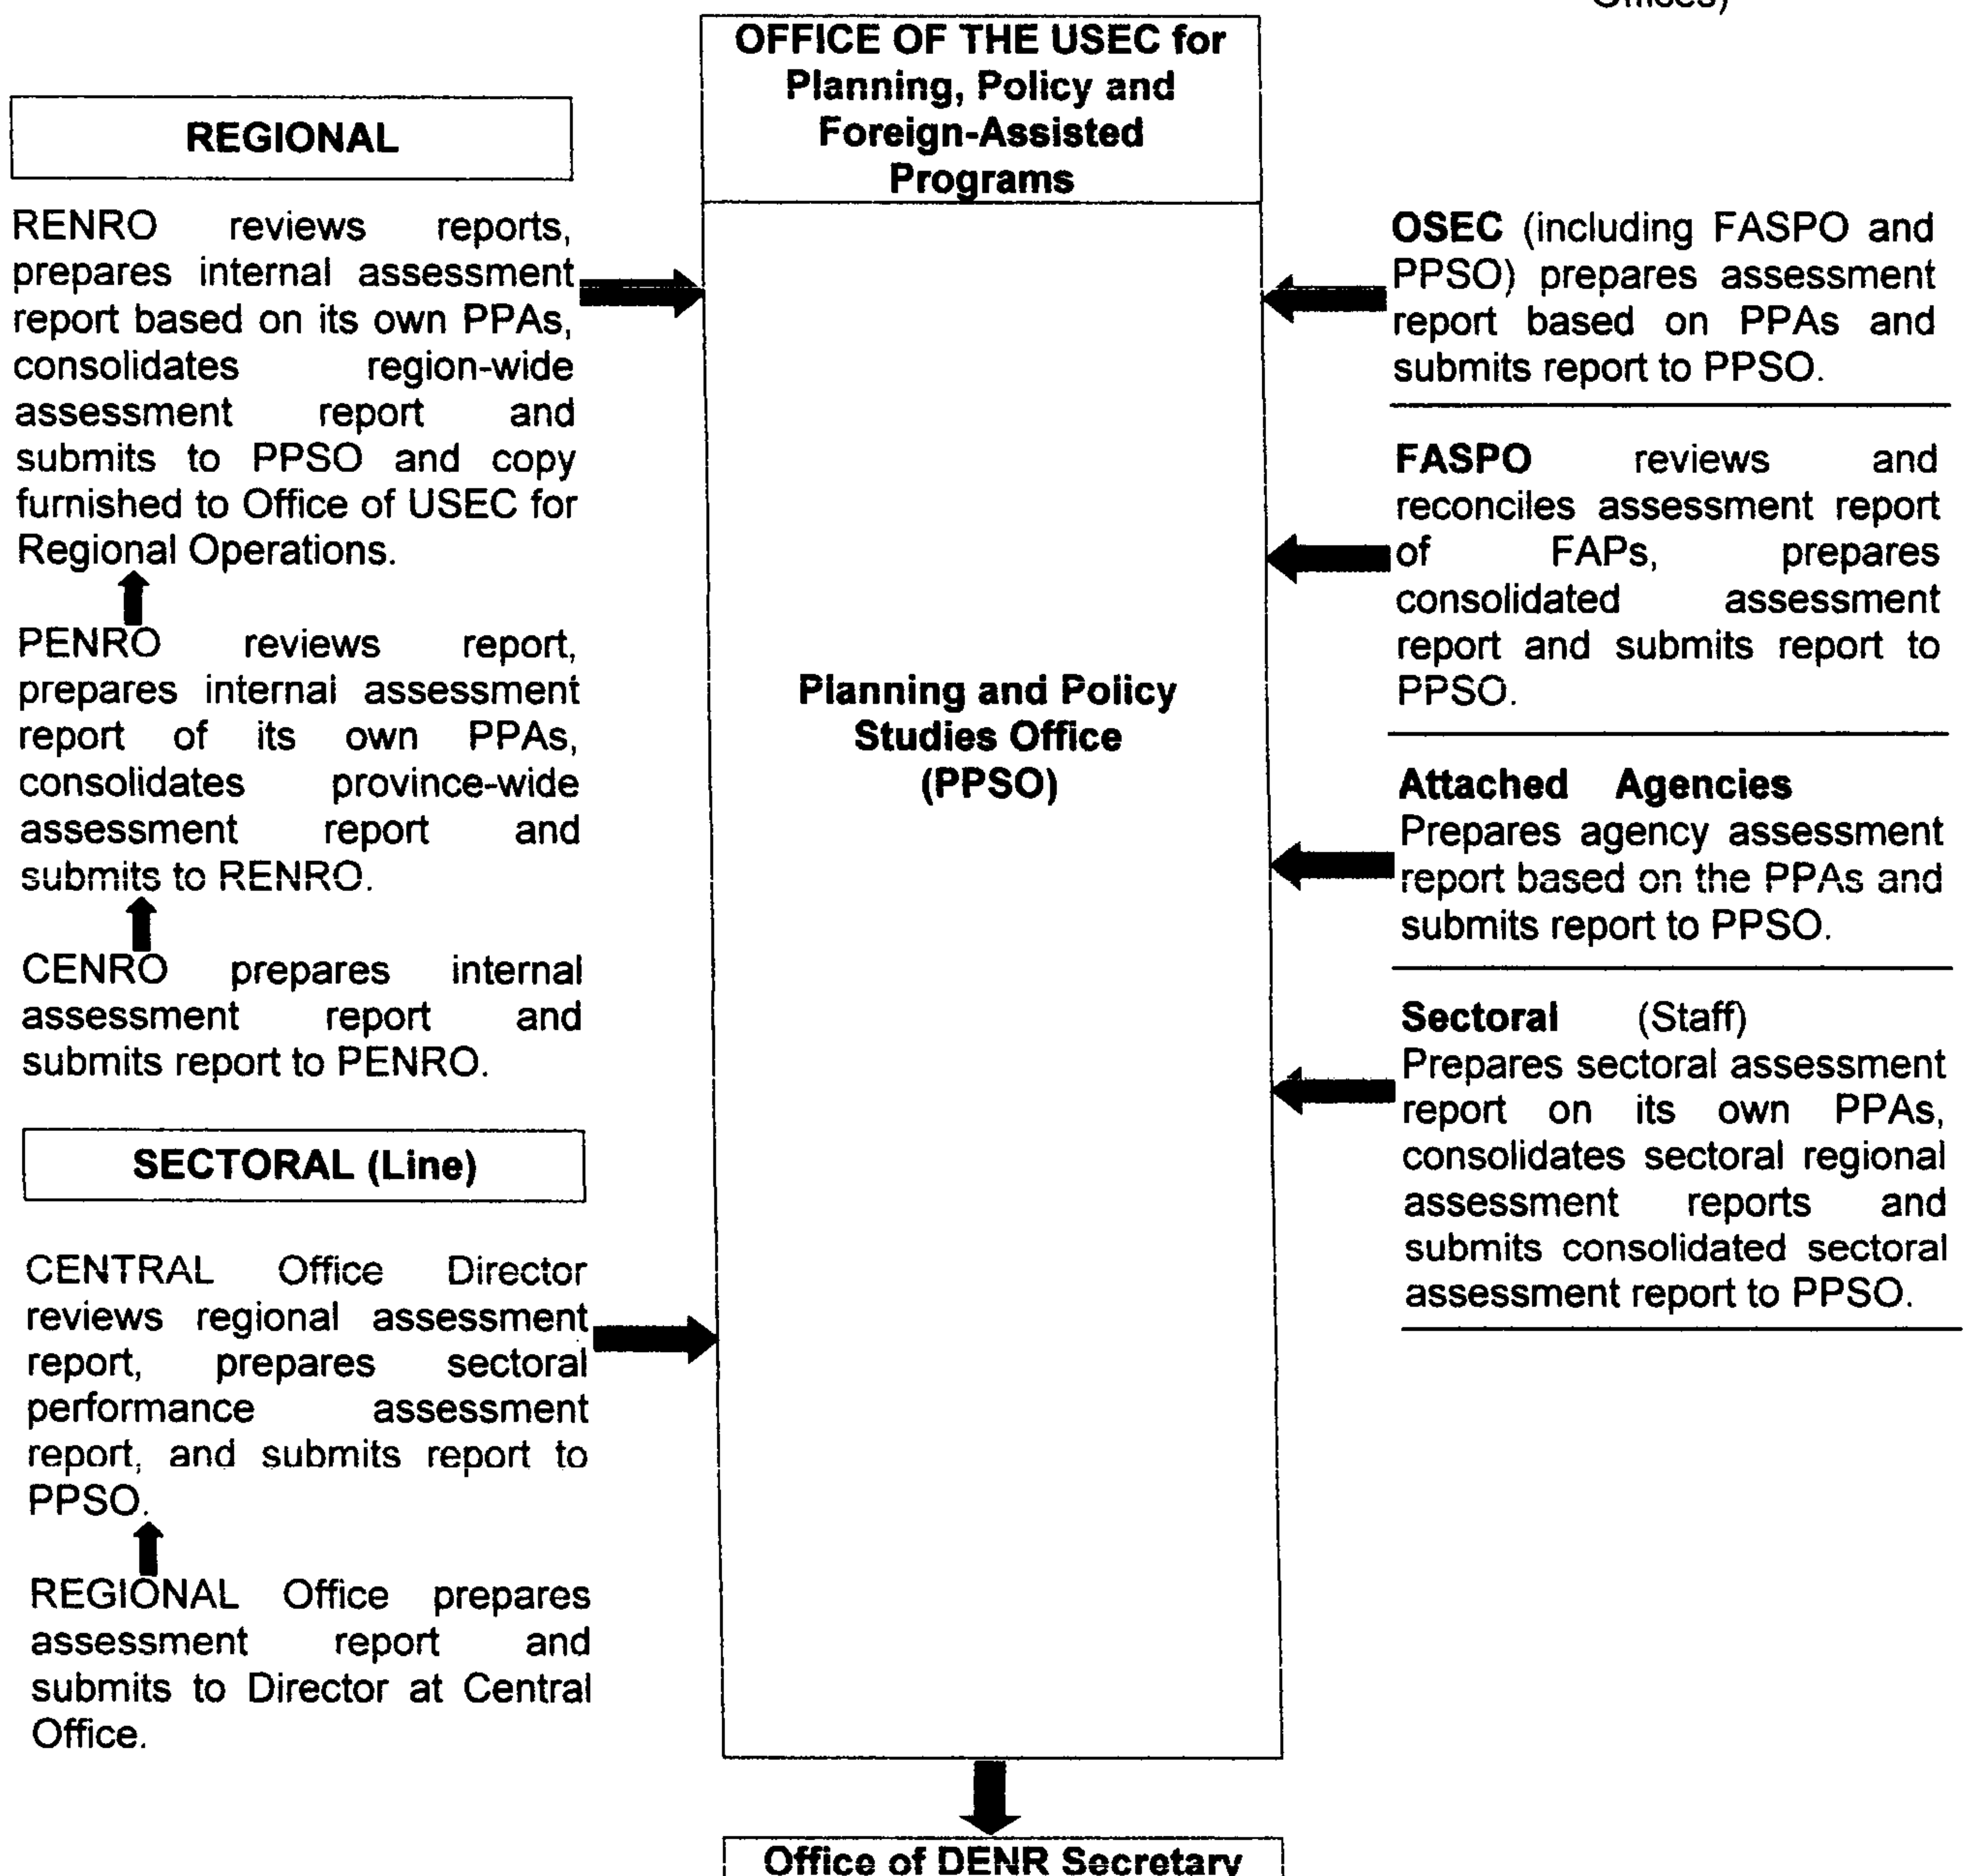 Offices)
OFFICE OF THE USEC for
Planning, Policy and
Foreign-Assisted
Programs
REGIONAL
RENRO reviews reports,
prepares internal assessment
report based on its own PPAs,
consolidates region-wide
assessment report and
submits to PPSO and copy
furnished to Office of USEC for
Regional Operations.
PENRO reviews report,
prepares internal assessment
report of its own PPAs,
consolidates province-wide
assessment report and
submits to RENRO.
CENRO prepares internal
assessment report and
submits report to PENRO.
SECTORAL (Line)
CENTRAL Office Director
reviews regional assessment
report, prepares sectoral
performance assessment
report, and submits report to
PPSO.
REGIONAL Office prepares
assessment report and
submits to Director at Central
Office.
Planning and Policy
Studies Office
(PPSO)
OSEC (including FASPO and
PPSO) prepares assessment
report based on PPAs and
submits report to PPSO.
FASPO reviews and
reconciles assessment report
of FAPs, prepares
consolidated assessment
report and submits report to
PPSO.
Attached Agencies
Prepares agency assessment
report based on the PPAs and
submits report to PPSO.
Sectoral (Staff)
Prepares sectoral assessment
report on its own PPAs,
consolidates sectoral regional
assessment reports and
submits consolidated sectoral
assessment report to PPSO.
Office of DENR Secretary